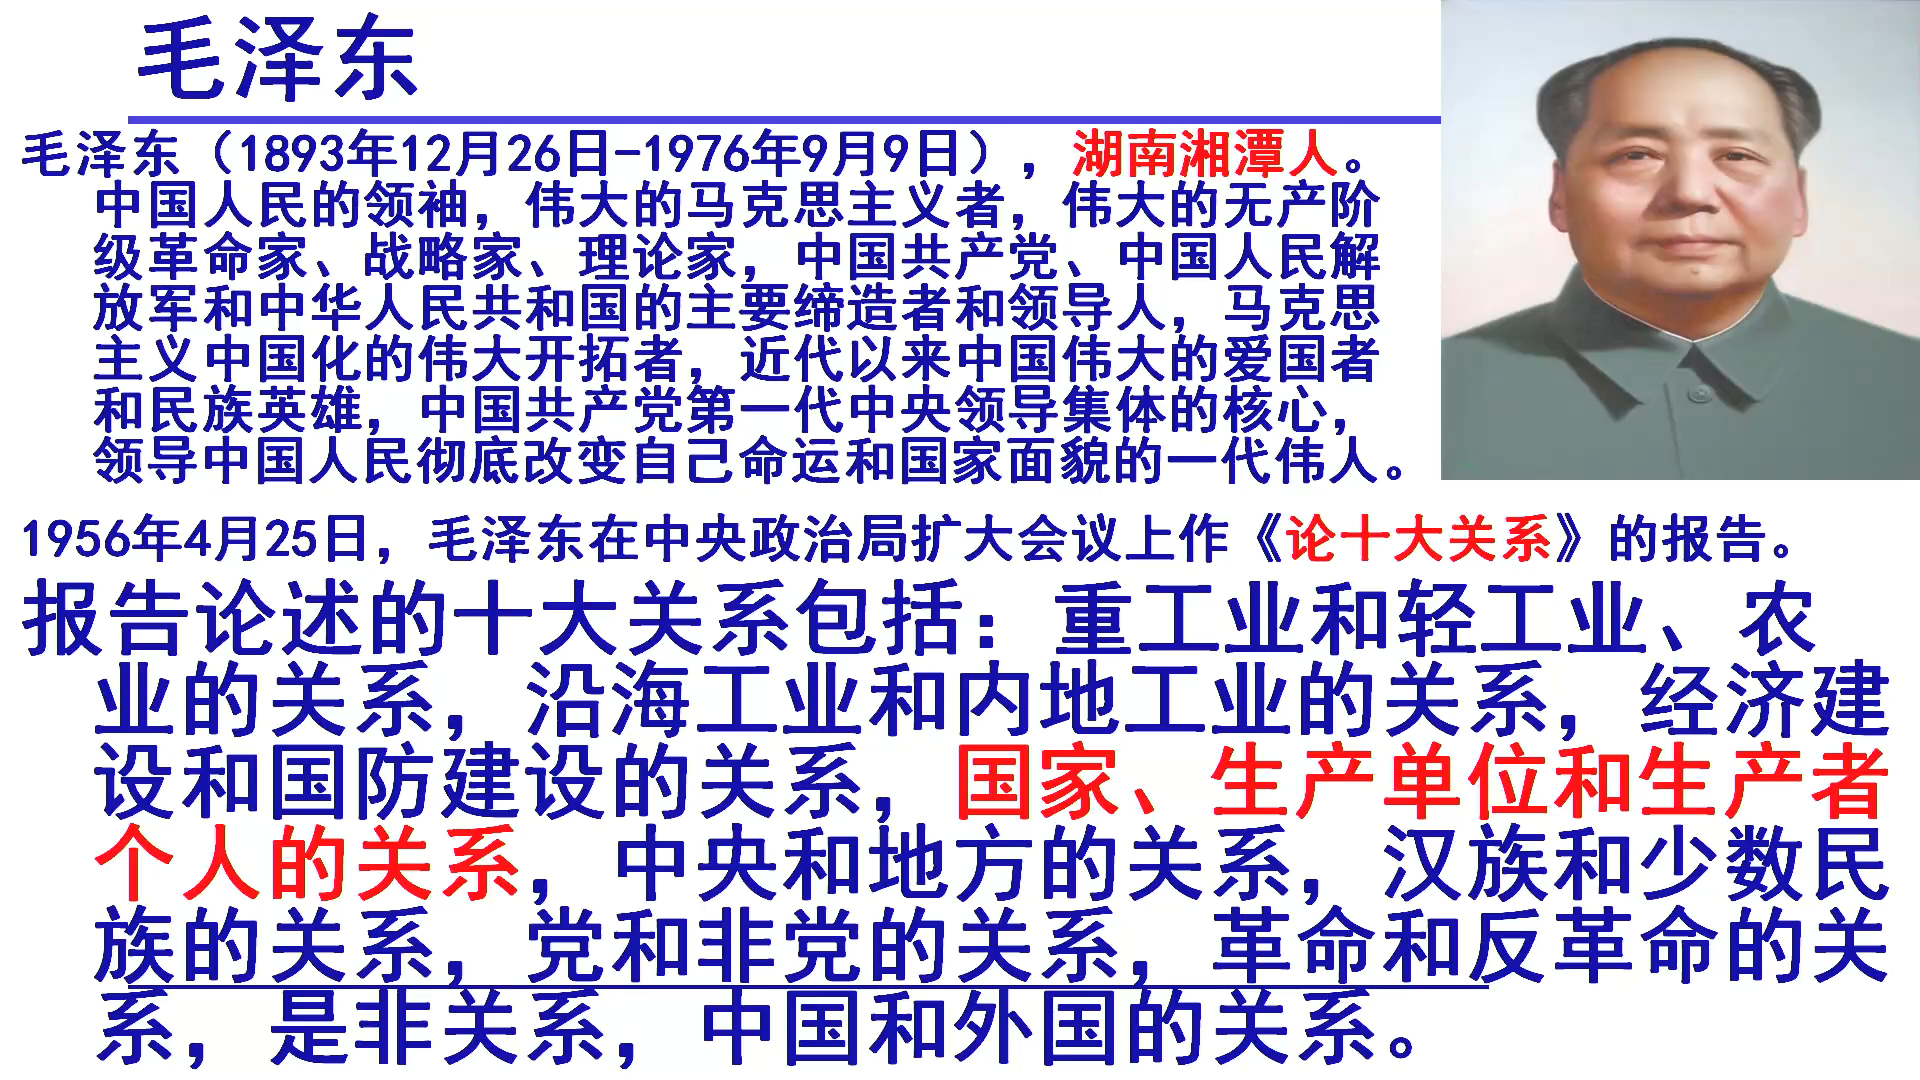 毛泽东
毛泽东（1893年12月26日-1976年9月9日），湖南湘潭人。
中国人民的领袖，伟大的马克思主义者，伟大的无产阶
级革命家、战略家、理论家，中国共产党、中国人民解
放军和中华人民共和国的主要缔造者和领导人，马克思
主义中国化的伟大开拓者，近代以来中国伟大的爱国者
和民族英雄，中国共产党第一代中央领导集体的核心，
领导中国人民彻底改变自己命运和国家面貌的一代伟人。
1956年4月25日，毛泽东在中央政治局扩大会议上作《论十大关系》的报告。
报告论述的十大关系包括：重工业和轻工业、农
业的关系，沿海工业和内地工业的关系，经济建
设和国防建设的关系，国家、生产单位和生产者
个人的关系，中央和地方的关系，汉族和少数民
族的关系，党和非党的关系，革命和反革命的关
系，是非关系，中国和外国的关系。